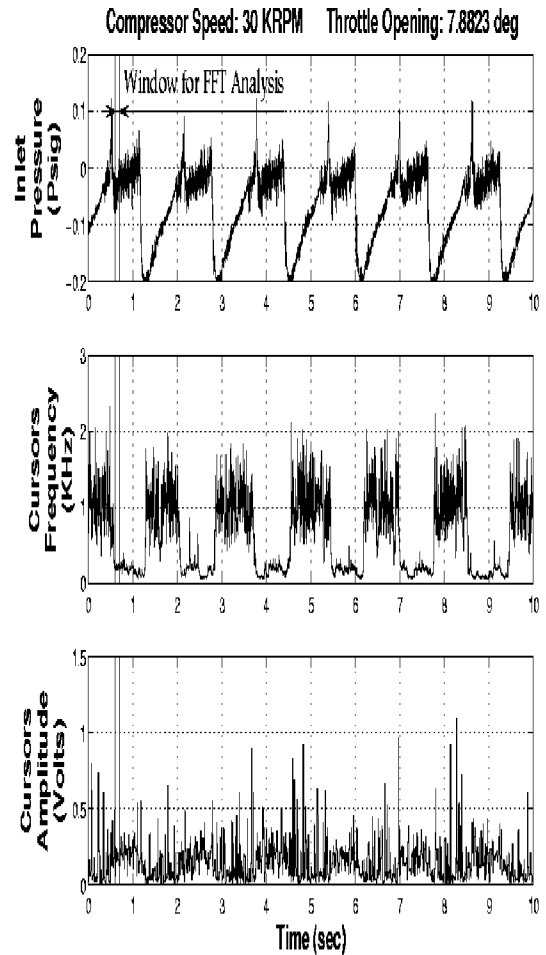 Compressor Speed: 30 KRPM Throttle Opening: 7.8823 deg
Window for FFT Analysis
Inlet
Pressure
(Psig)
0.2
0.1
0
-0.1
-0.2
0 1 2 3 4 5 6 7 8 9 10
Cursors
Frequency
(KHz)
3
2
1
0
0 1 2 3 4 5 6 7 8 9 10
Cursors
Amplitude
(Volts)
1.5
1
0.5
0
0 1 2 3 4 5 6 7 8 9 10
Time (sec)